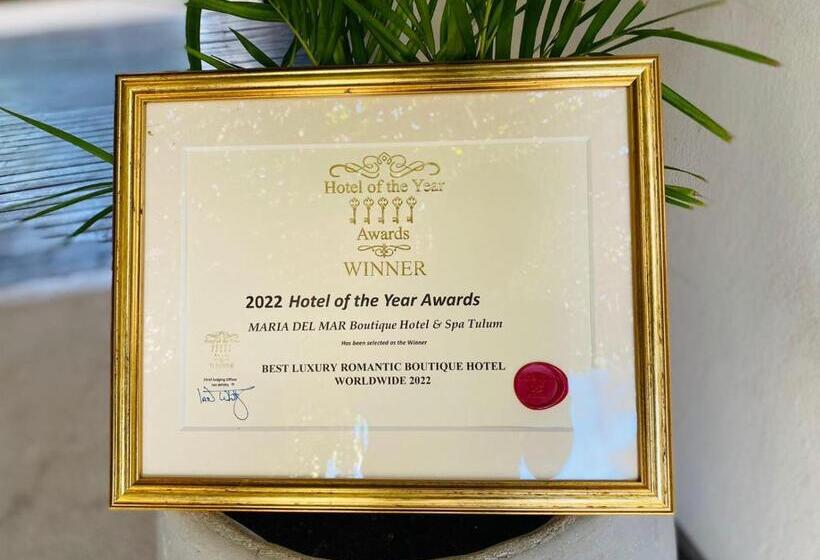 Hotel of the Year
Awards
WINNER
2022 Hotel of the Year Awards
MARIA DEL MAR Boutique Hotel & Spa Tulum
Has been selected as the Winner
BEST LUXURY ROMANTIC BOUTIQUE HOTEL
WORLDWIDE 2022